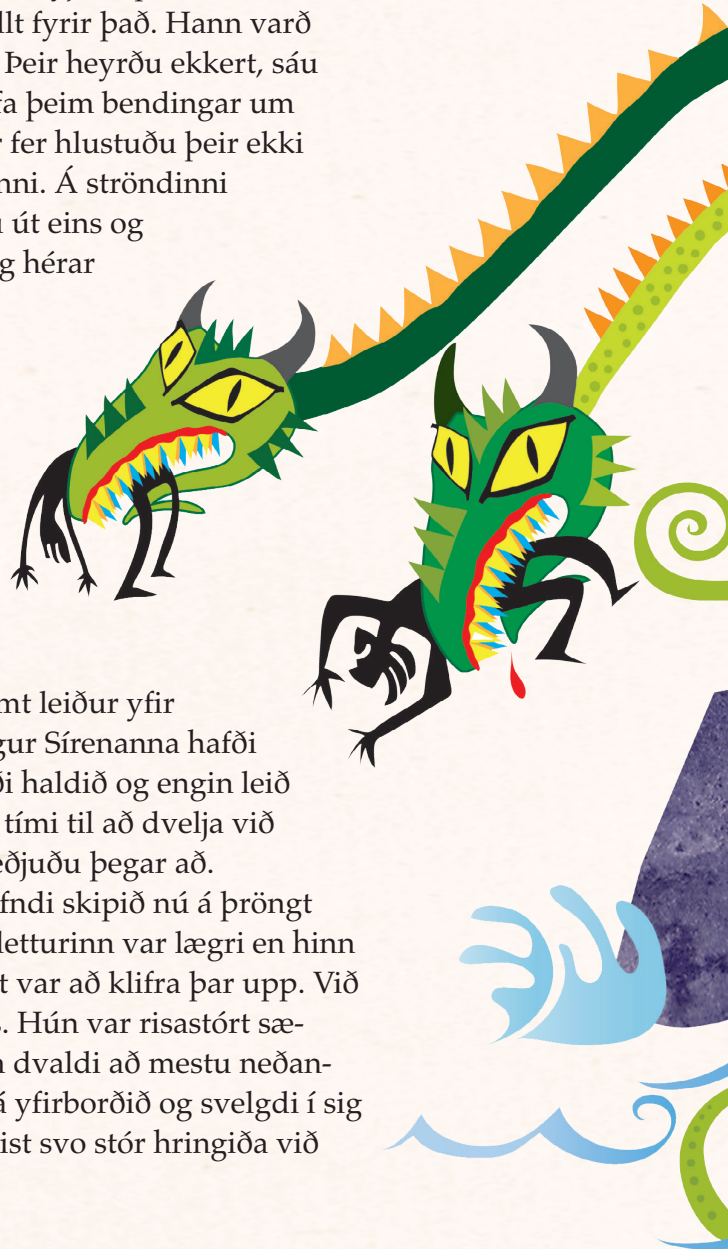 llt fyrir það. Hann varð
Þeir heyrðu ekkert, sáu
fa þeim bendingar um
fer hlustuðu þeir ekki
nni. Á ströndinni
út eins og
g hérar
mt leiður yfir
gur Sírenanna hafði
ði haldið og engin leið
tími til að dvelja við
eðjuðu þegar að.
fndi skipið nú á þröngt
letturinn var lægri en hinn
t var að klifra þar upp. Við
s. Hún var risastórt sæ-
n dvaldi að mestu neðan-
á yfirborðið og svelgdi í sig
ist svo stór hringiða við